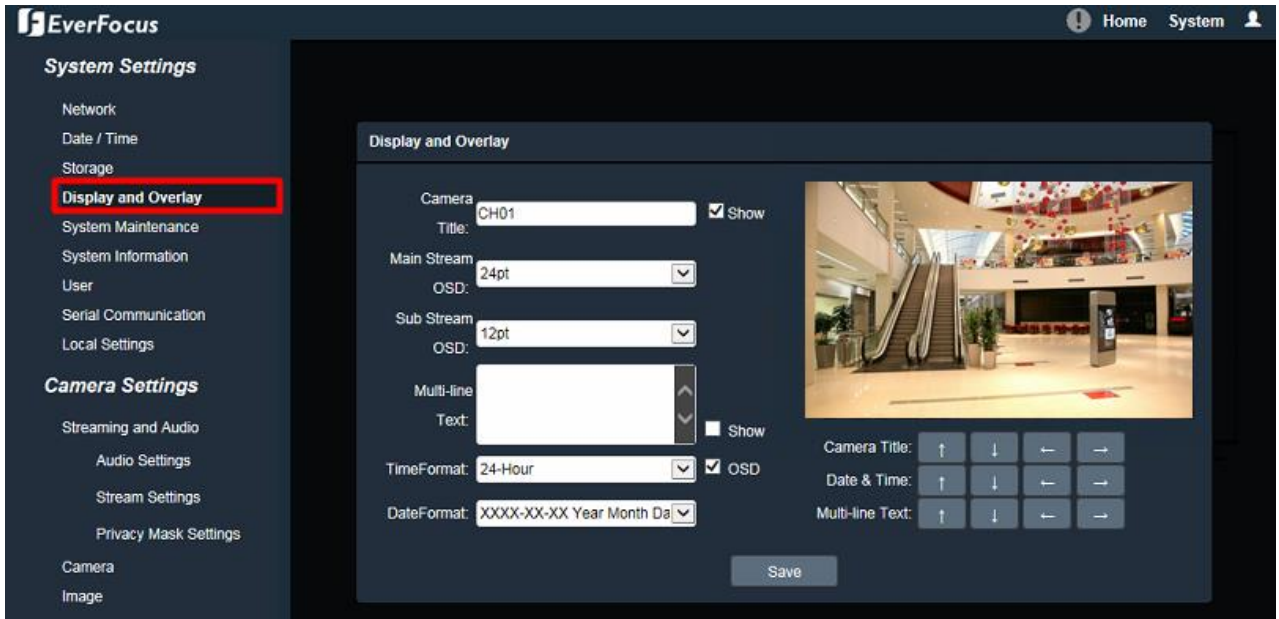 EverFocus
Home System
System Settings
Network
Date / Time
Storage
Display and Overlay
System Maintenance
System Information
User
Serial Communication
Local Settings
Camera Settings
Streaming and Audio
Audio Settings
Stream Settings
Privacy Mask Settings
Camera
Image
Display and Overlay
Camera Title: CH01 Show
Main Stream OSD: 24pt
Sub Stream OSD: 12pt
Multi-line Text: Show
TimeFormat: 24-Hour OSD
DateFormat: XXXX-XX-XX Year Month Da
Camera Title: ↑ ↓ ← →
Date & Time: ↑ ↓ ← →
Multi-line Text: ↑ ↓ ← →
Save